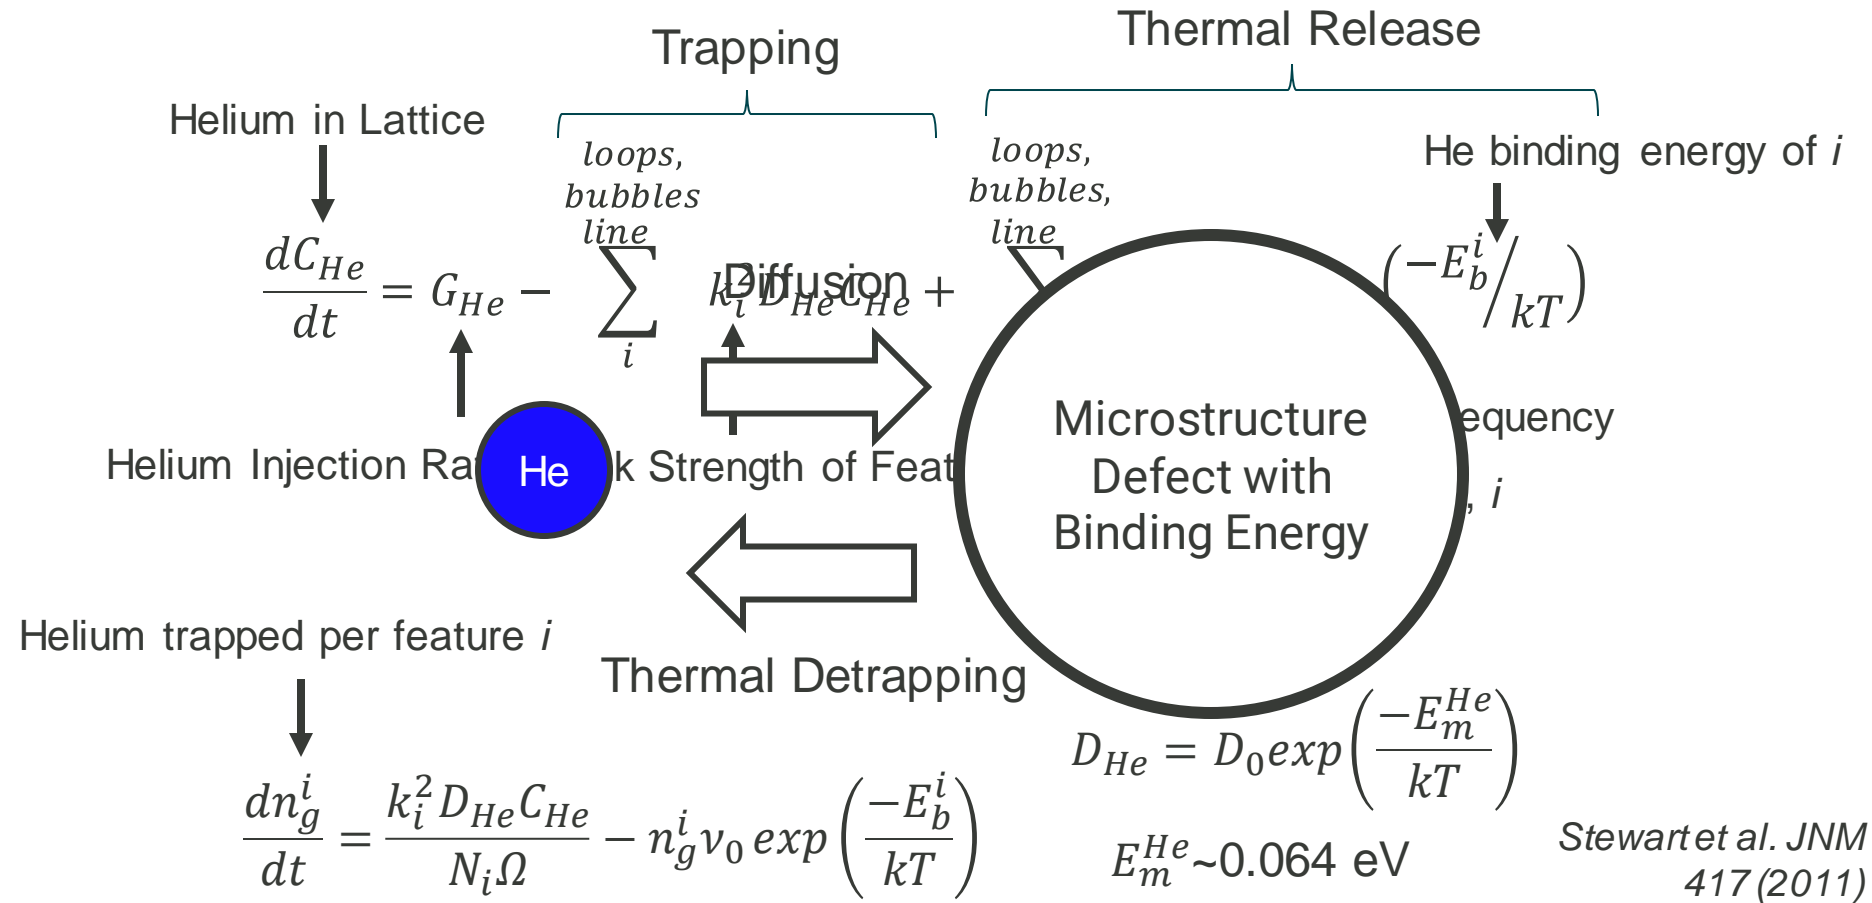 Trapping
Thermal Release
Helium in Lattice
loops,
bubbles
line
loops,
bubbles,
line
He binding energy of i
dC_He/dt = G_He − ∑_i k_i^2 D_He C_He + ∑
Diffusion
(−E_b^i/kT)
Helium Injection
He
Strength of
equency
, i
Microstructure
Defect with
Binding Energy
Helium trapped per feature i
Thermal Detrapping
dn_g^i/dt = k_i^2 D_He C_He / N_i Ω − n_g^i ν_0 exp(−E_b^i/kT)
D_He = D_0 exp(−E_m^He/kT)
E_m^He ~0.064 eV
Stewart et al. JNM
417 (2011)